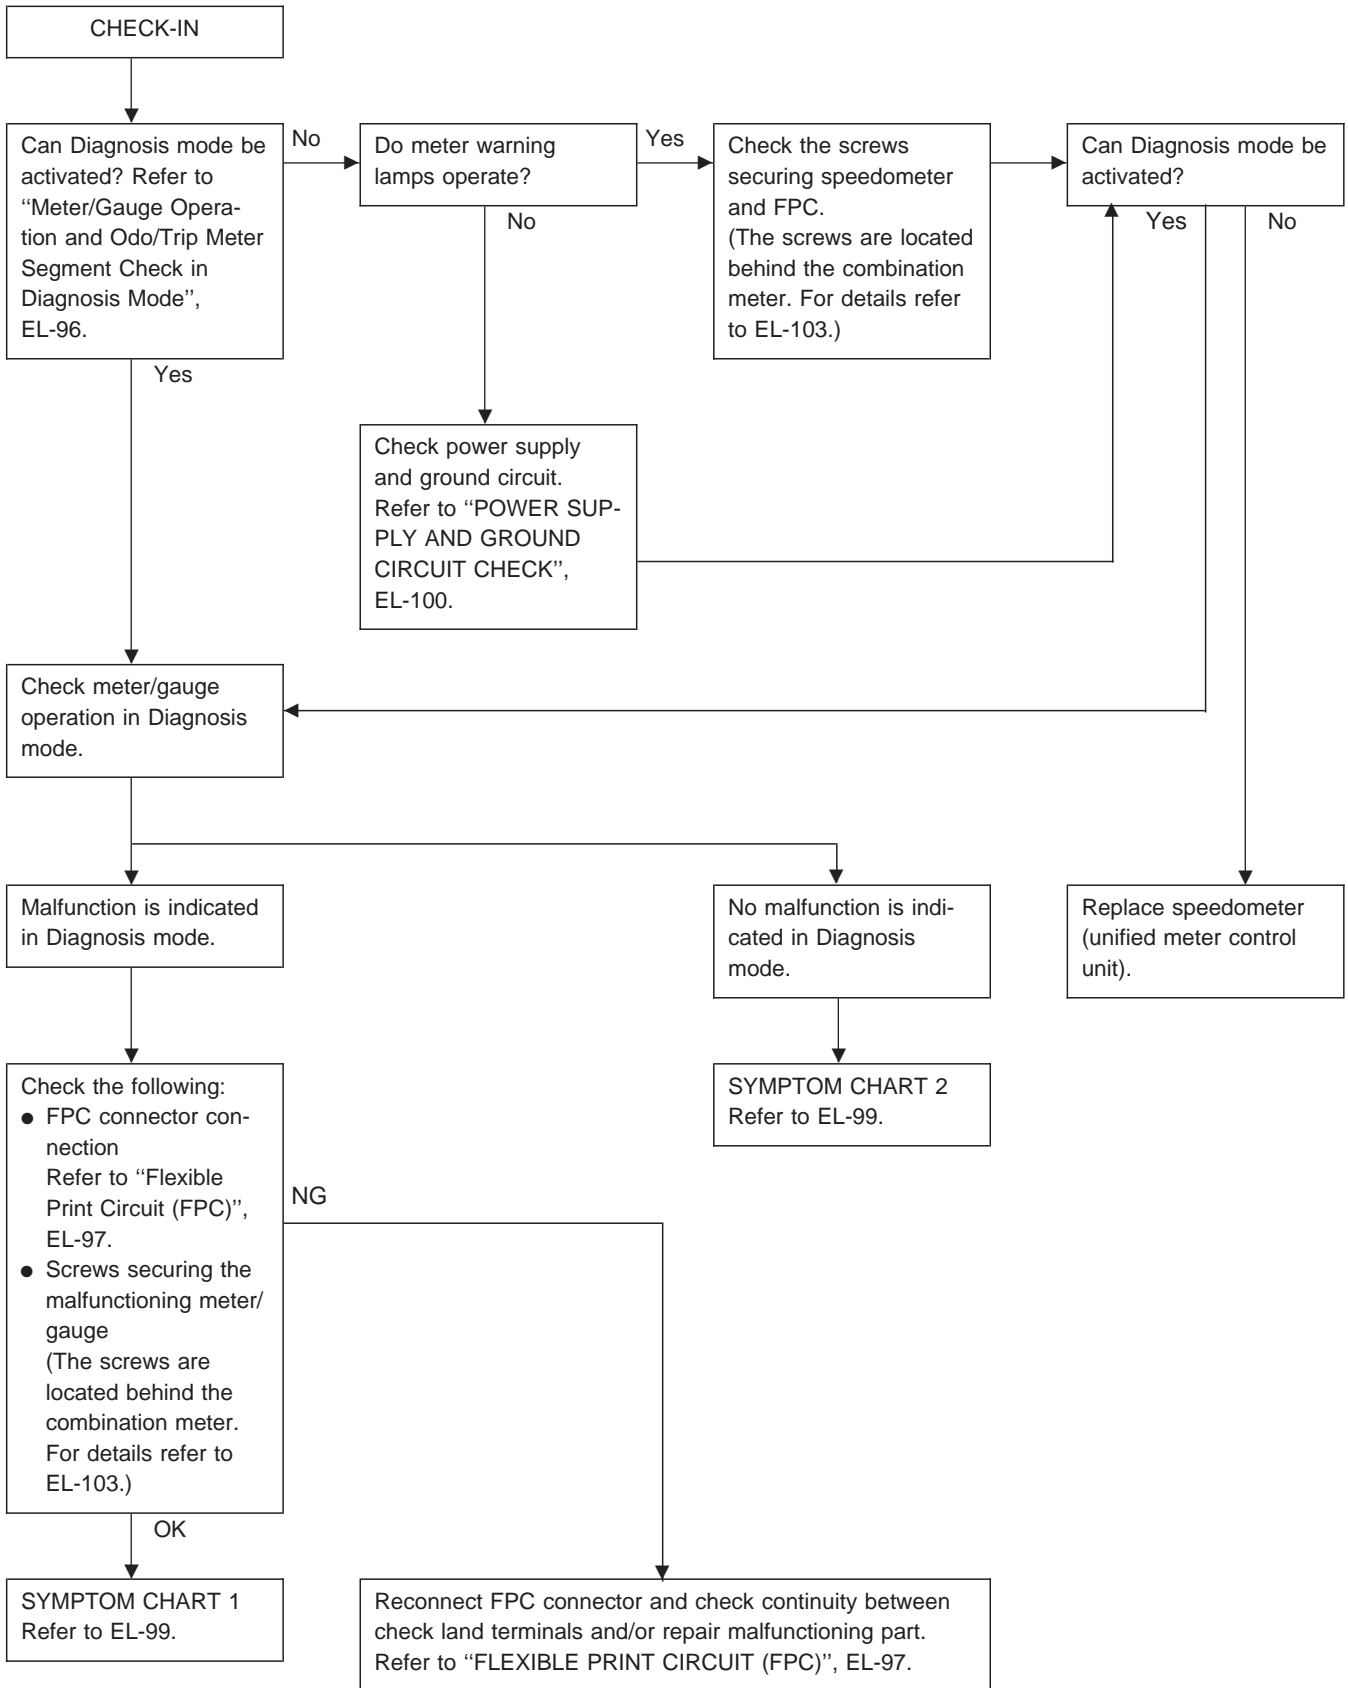 CHECK-IN
Can Diagnosis mode be
activated? Refer to
‘‘Meter/Gauge Opera-
tion and Odo/Trip Meter
Segment Check in
Diagnosis Mode’’,
EL-96.
No
Do meter warning
lamps operate?
Yes
Check the screws
securing speedometer
and FPC.
(The screws are located
behind the combination
meter. For details refer
to EL-103.)
Can Diagnosis mode be
activated?
No
Yes
No
Yes
Check power supply
and ground circuit.
Refer to ‘‘POWER SUP-
PLY AND GROUND
CIRCUIT CHECK’’,
EL-100.
Check meter/gauge
operation in Diagnosis
mode.
Malfunction is indicated
in Diagnosis mode.
No malfunction is indi-
cated in Diagnosis
mode.
Replace speedometer
(unified meter control
unit).
Check the following:
● FPC connector con-
nection
Refer to ‘‘Flexible
Print Circuit (FPC)’’,
EL-97.
● Screws securing the
malfunctioning meter/
gauge
(The screws are
located behind the
combination meter.
For details refer to
EL-103.)
NG
SYMPTOM CHART 2
Refer to EL-99.
OK
SYMPTOM CHART 1
Refer to EL-99.
Reconnect FPC connector and check continuity between
check land terminals and/or repair malfunctioning part.
Refer to ‘‘FLEXIBLE PRINT CIRCUIT (FPC)’’, EL-97.